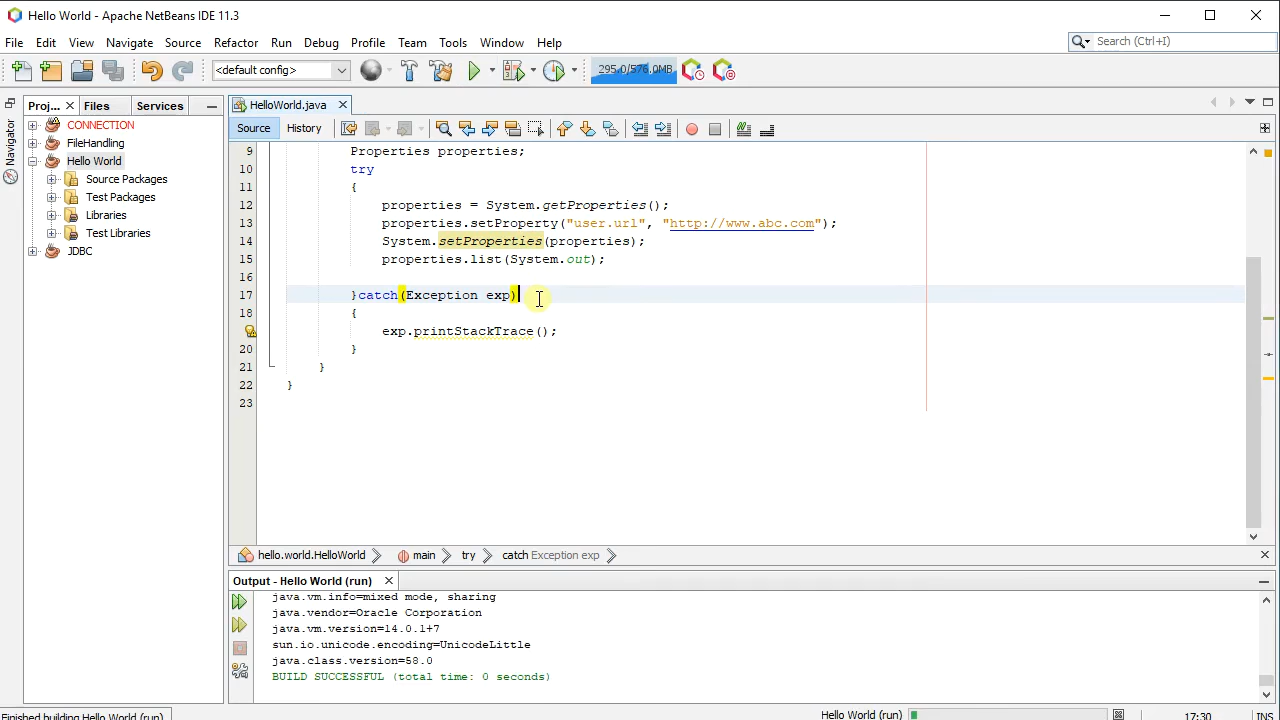 Hello World - Apache NetBeans IDE 11.3
File Edit View Navigate Source Refactor Run Debug Profile Team Tools Window Help
Search (Ctrl+I)
<default config>
295.0/576.0MB
Proj... Files Services
HelloWorld.java
Navigator
CONNECTION
FileHandling
Hello World
Source Packages
Test Packages
Libraries
Test Libraries
JDBC
Source History
9 Properties properties;
10 try
11 {
12 properties = System.getProperties();
13 properties.setProperty("user.url", "http://www.abc.com");
14 System.setProperties(properties);
15 properties.list(System.out);
16
17 }catch(Exception exp)
18 {
exp.printStackTrace();
20 }
21 }
22 }
23
hello.world.HelloWorld main try catch Exception exp
Output - Hello World (run)
java.vm.info=mixed mode, sharing
java.vendor=Oracle Corporation
java.vm.version=14.0.1+7
sun.io.unicode.encoding=UnicodeLittle
java.class.version=58.0
BUILD SUCCESSFUL (total time: 0 seconds)
Finished building Hello World (run).
Hello World (run)
17:30
INS